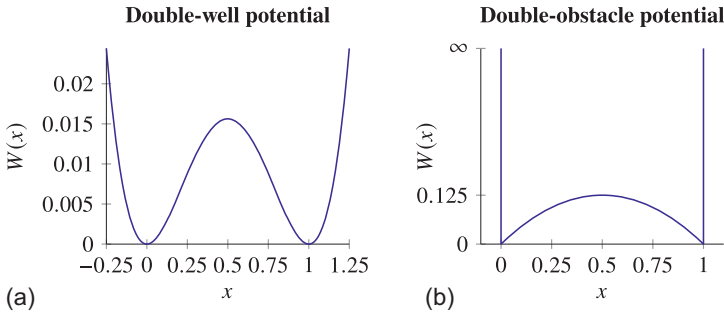 Double-well potential
0.02
0.015
0.01
0.005
0
W(x)
−0.25 0 0.25 0.5 0.75 1 1.25
x
(a)
Double-obstacle potential
∞
0.125
0
W(x)
0 0.25 0.5 0.75 1
x
(b)